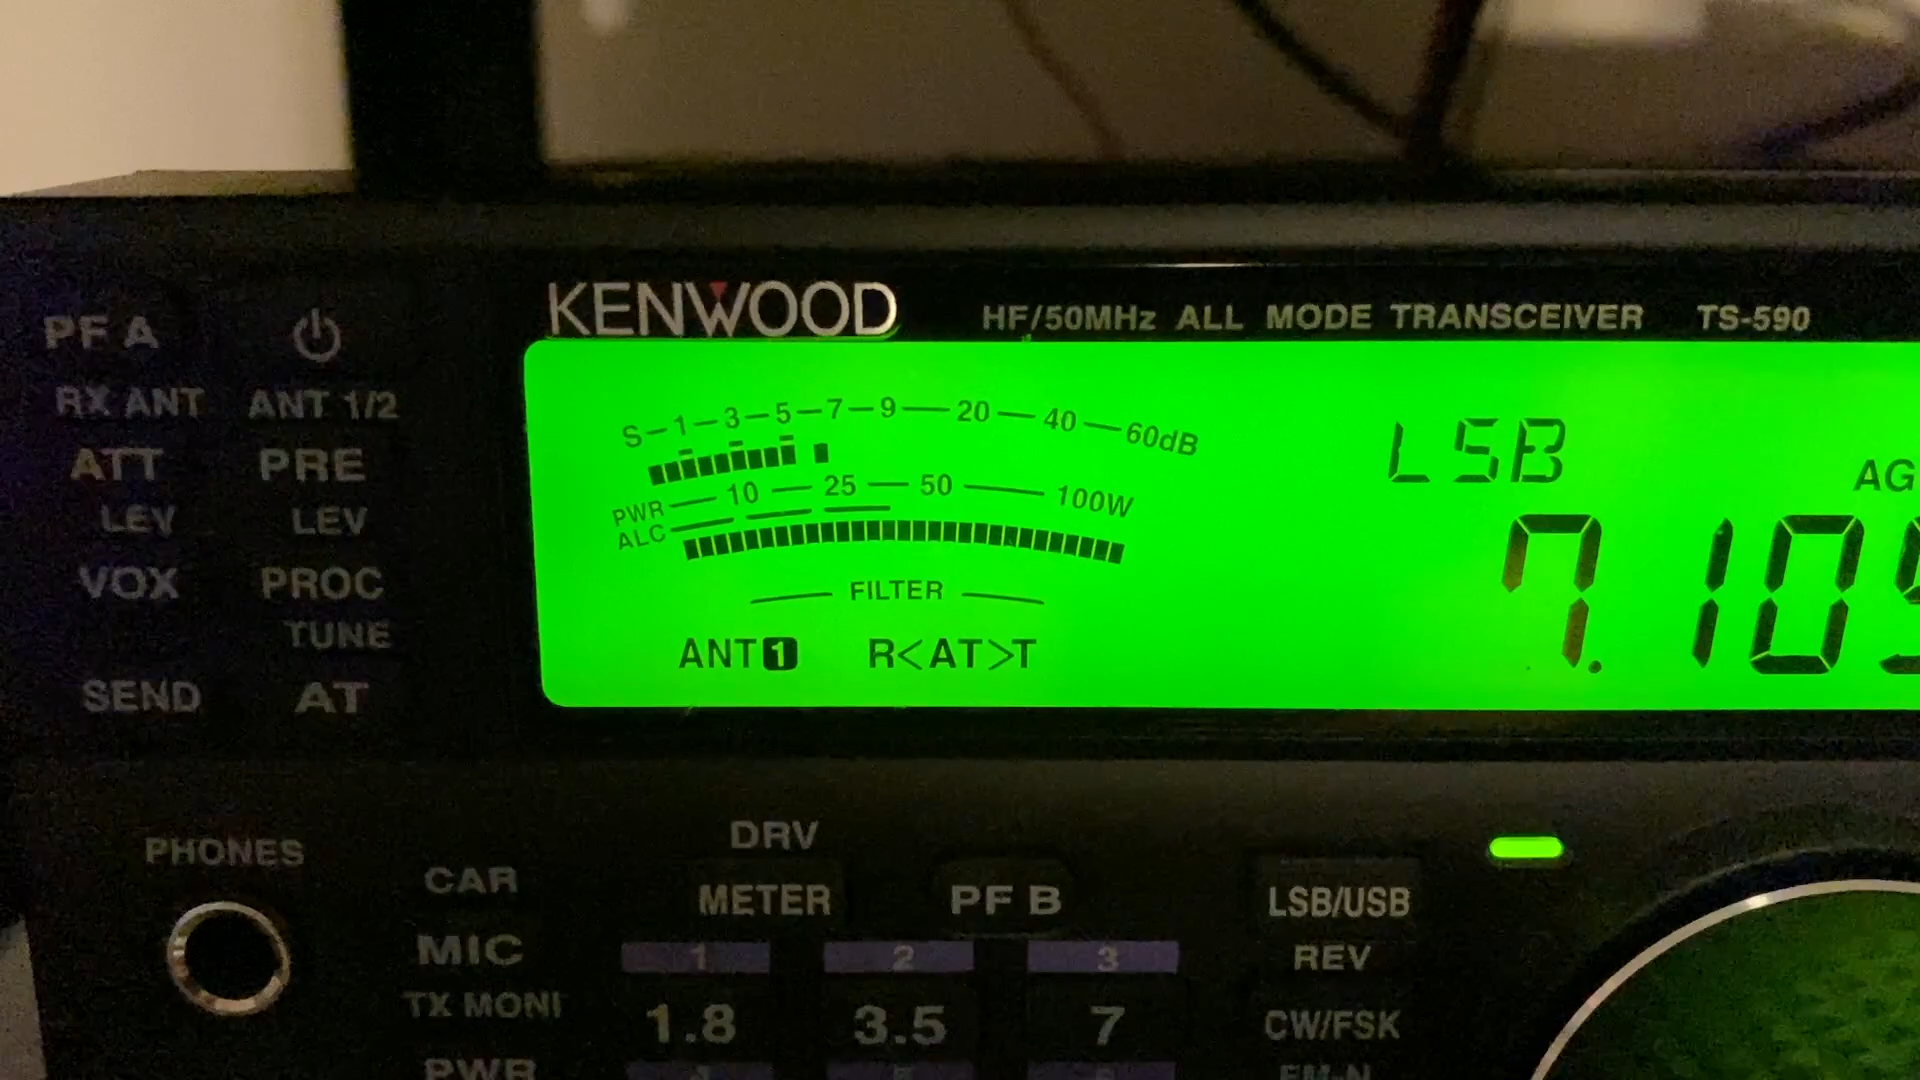 KENWOOD HF/50MHz ALL MODE TRANSCEIVER TS-590
PF A
RX ANT ANT 1/2
ATT PRE
LEV LEV
VOX PROC
TUNE
SEND AT
S-1-3-5-7-9-20-40-60dB
PWR 10 25 50 100W
ALC
FILTER
ANT 1 R<AT>T
LSB
7.10
PHONES
DRV
CAR METER PF B LSB/USB
MIC 1 2 3 REV
TX MONI 1.8 3.5 7 CW/FSK
PWR